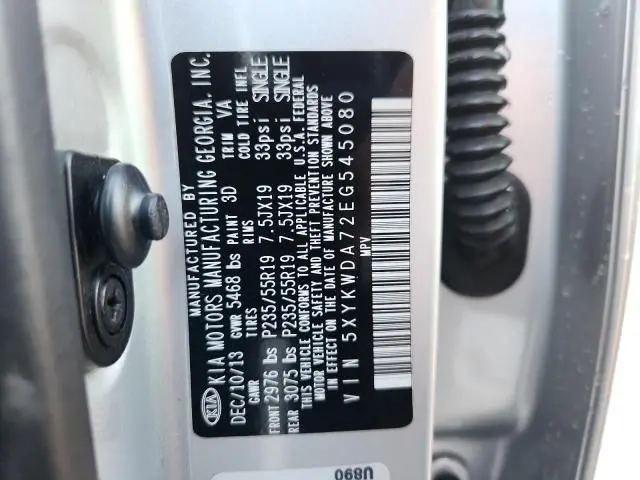 MANUFACTURED BY
KIA KIA MOTORS MANUFACTURING GEORGIA, INC.
DEC/10/13 GVWR 5468 lbs PAINT 3D TRIM VA
GAWR TIRES RAMS COLD TIRE INFL
FRONT 2976 lbs P235/55R19 7.5JX19 33psi SINGLE
REAR 3075 lbs P235/55R19 7.5JX19 33psi SINGLE
THIS VEHICLE CONFORMS TO ALL APPLICABLE U.S.A. FEDERAL
MOTOR VEHICLE SAFETY AND THEFT PREVENTION STANDARDS
IN EFFECT ON THE DATE OF MANUFACTURE SHOWN ABOVE
VIN 5XYKWDA72EG545080
MPV
U890